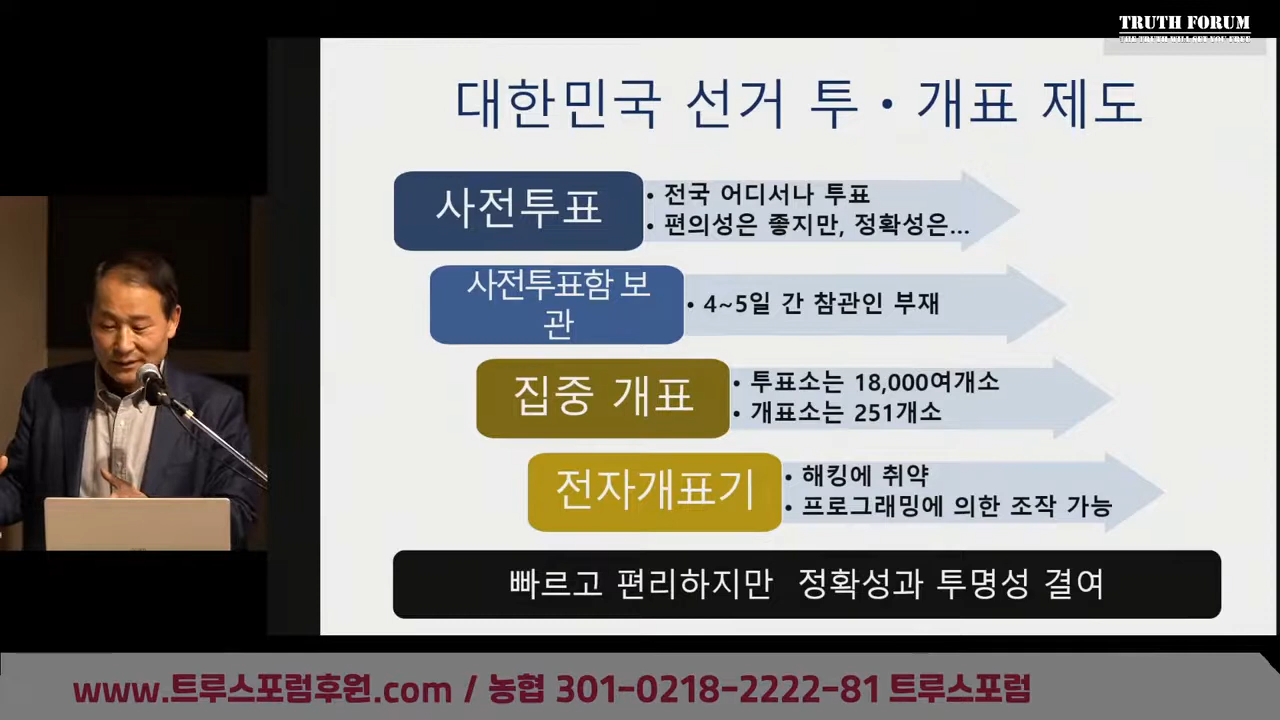 TRUTH FORUM
THE TRUTH WILL SET YOU FREE
대한민국 선거 투・개표 제도
사전투표
• 전국 어디서나 투표
• 편의성은 좋지만, 정확성은...
사전투표함 보
관
• 4~5일 간 참관인 부재
집중 개표
• 투표소는 18,000여개소
• 개표소는 251개소
전자개표기
• 해킹에 취약
• 프로그래밍에 의한 조작 가능
빠르고 편리하지만 정확성과 투명성 결여
www.트루스포럼후원.com / 농협 301-0218-2222-81 트루스포럼